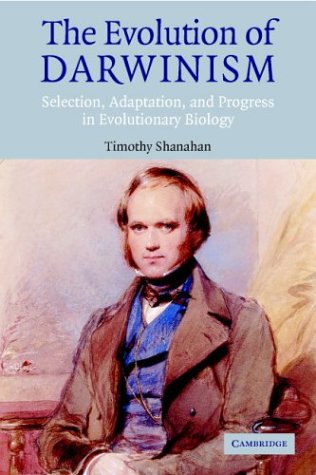 The Evolution of
DARWINISM
Selection, Adaptation, and Progress
in Evolutionary Biology
Timothy Shanahan
CAMBRIDGE